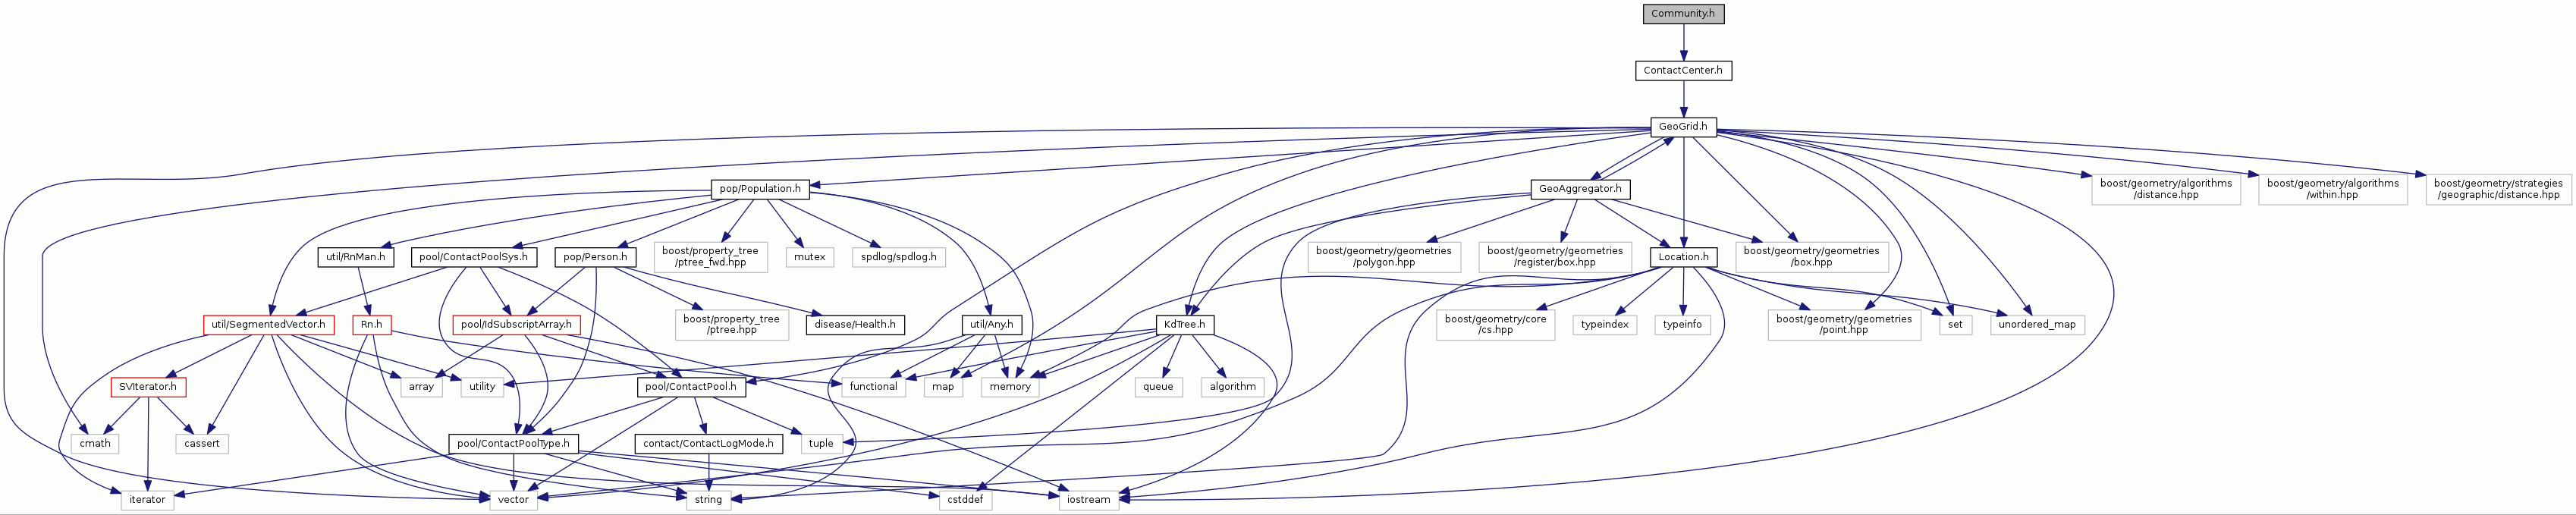 Community.h
ContactCenter.h
GeoGrid.h
pop/Population.h
GeoAggregator.h
boost/geometry/algorithms
/distance.hpp
boost/geometry/algorithms
/within.hpp
boost/geometry/strategies
/geographic/distance.hpp
util/RnMan.h
pool/ContactPoolSys.h
pop/Person.h
boost/property_tree
/ptree_fwd.hpp
mutex
spdlog/spdlog.h
boost/geometry/geometries
/polygon.hpp
boost/geometry/geometries
/register/box.hpp
Location.h
boost/geometry/geometries
/box.hpp
util/SegmentedVector.h
Rn.h
pool/IdSubscriptArray.h
boost/property_tree
/ptree.hpp
disease/Health.h
util/Any.h
KdTree.h
boost/geometry/core
/cs.hpp
typeindex
typeinfo
boost/geometry/geometries
/point.hpp
set
unordered_map
SVIterator.h
array
utility
pool/ContactPool.h
functional
map
memory
queue
algorithm
cmath
cassert
pool/ContactPoolType.h
contact/ContactLogMode.h
tuple
iterator
vector
string
cstddef
iostream